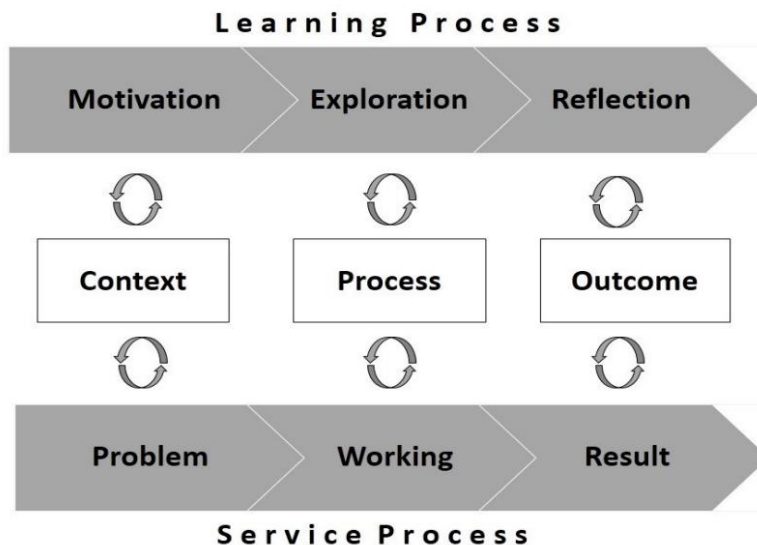 Learning Process
Motivation Exploration Reflection
Context Process Outcome
Problem Working Result
Service Process